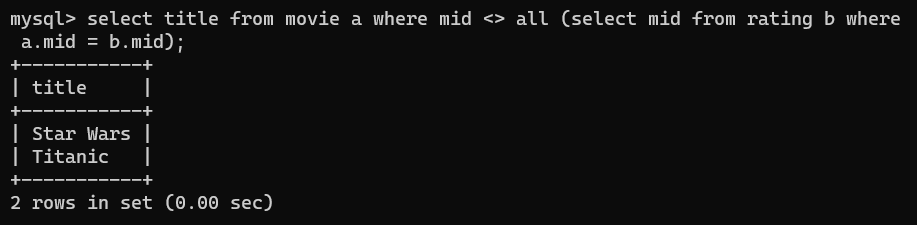 mysql> select title from movie a where mid <> all (select mid from rating b where
 a.mid = b.mid);
+-----------+
| title     |
+-----------+
| Star Wars |
| Titanic   |
+-----------+
2 rows in set (0.00 sec)